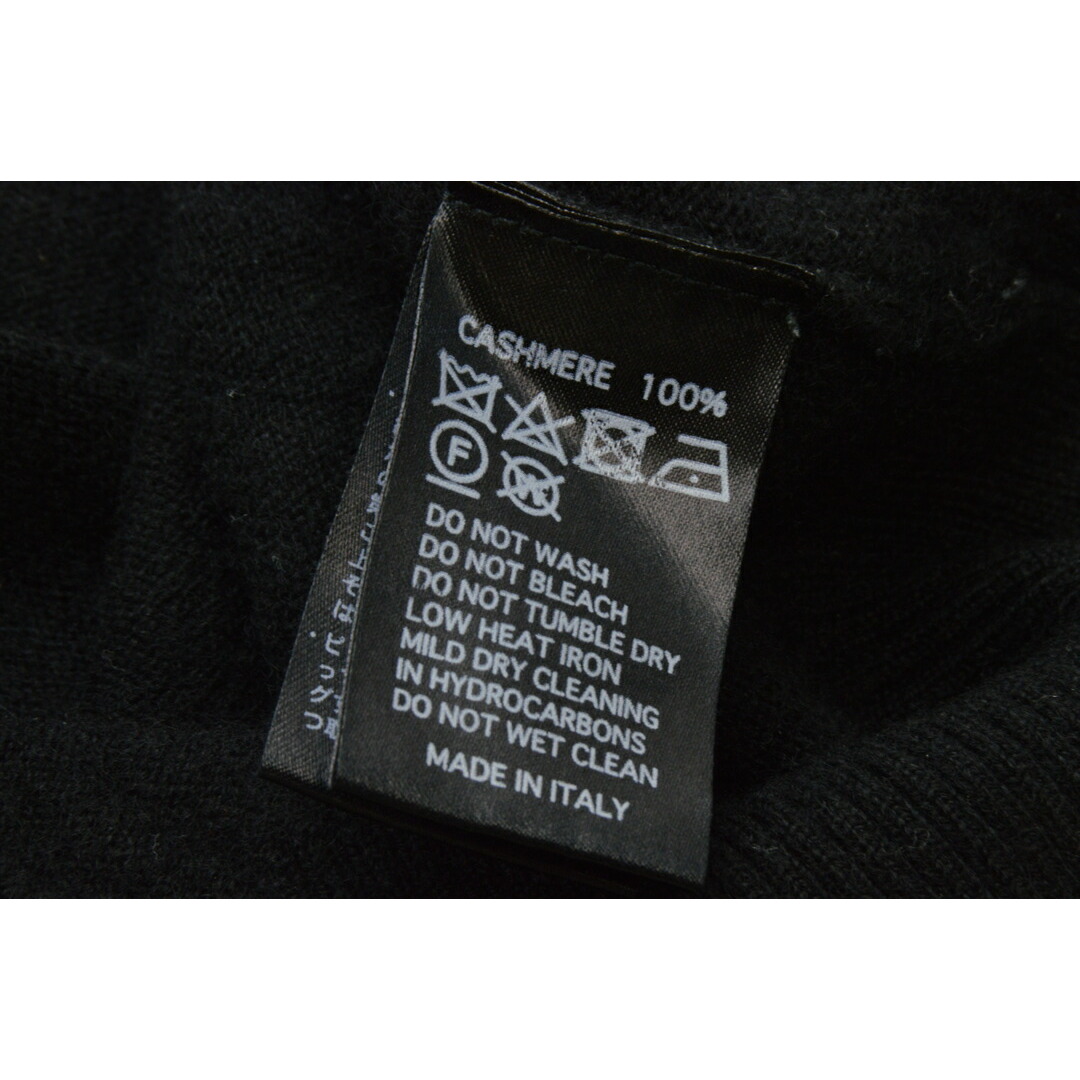 CASHMERE 100%
F
W
DO NOT WASH
DO NOT BLEACH
DO NOT TUMBLE DRY
LOW HEAT IRON
MILD DRY CLEANING
IN HYDROCARBONS
DO NOT WET CLEAN
MADE IN ITALY